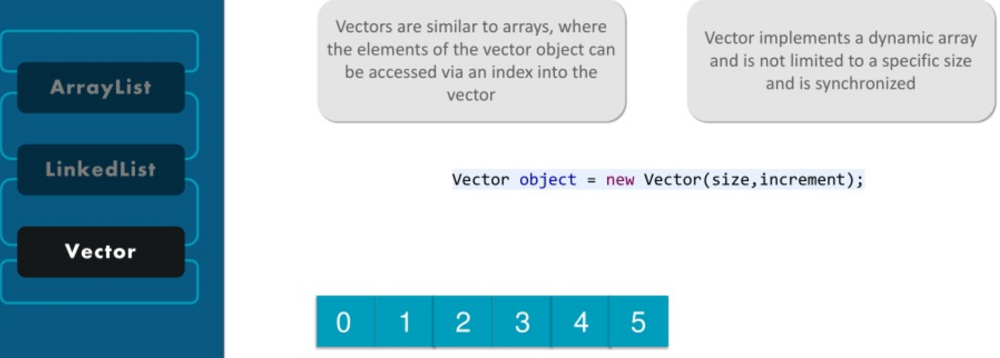 ArrayList
LinkedList
Vector
Vectors are similar to arrays, where
the elements of the vector object can
be accessed via an index into the
vector
Vector implements a dynamic array
and is not limited to a specific size
and is synchronized
Vector object = new Vector(size,increment);
0 1 2 3 4 5